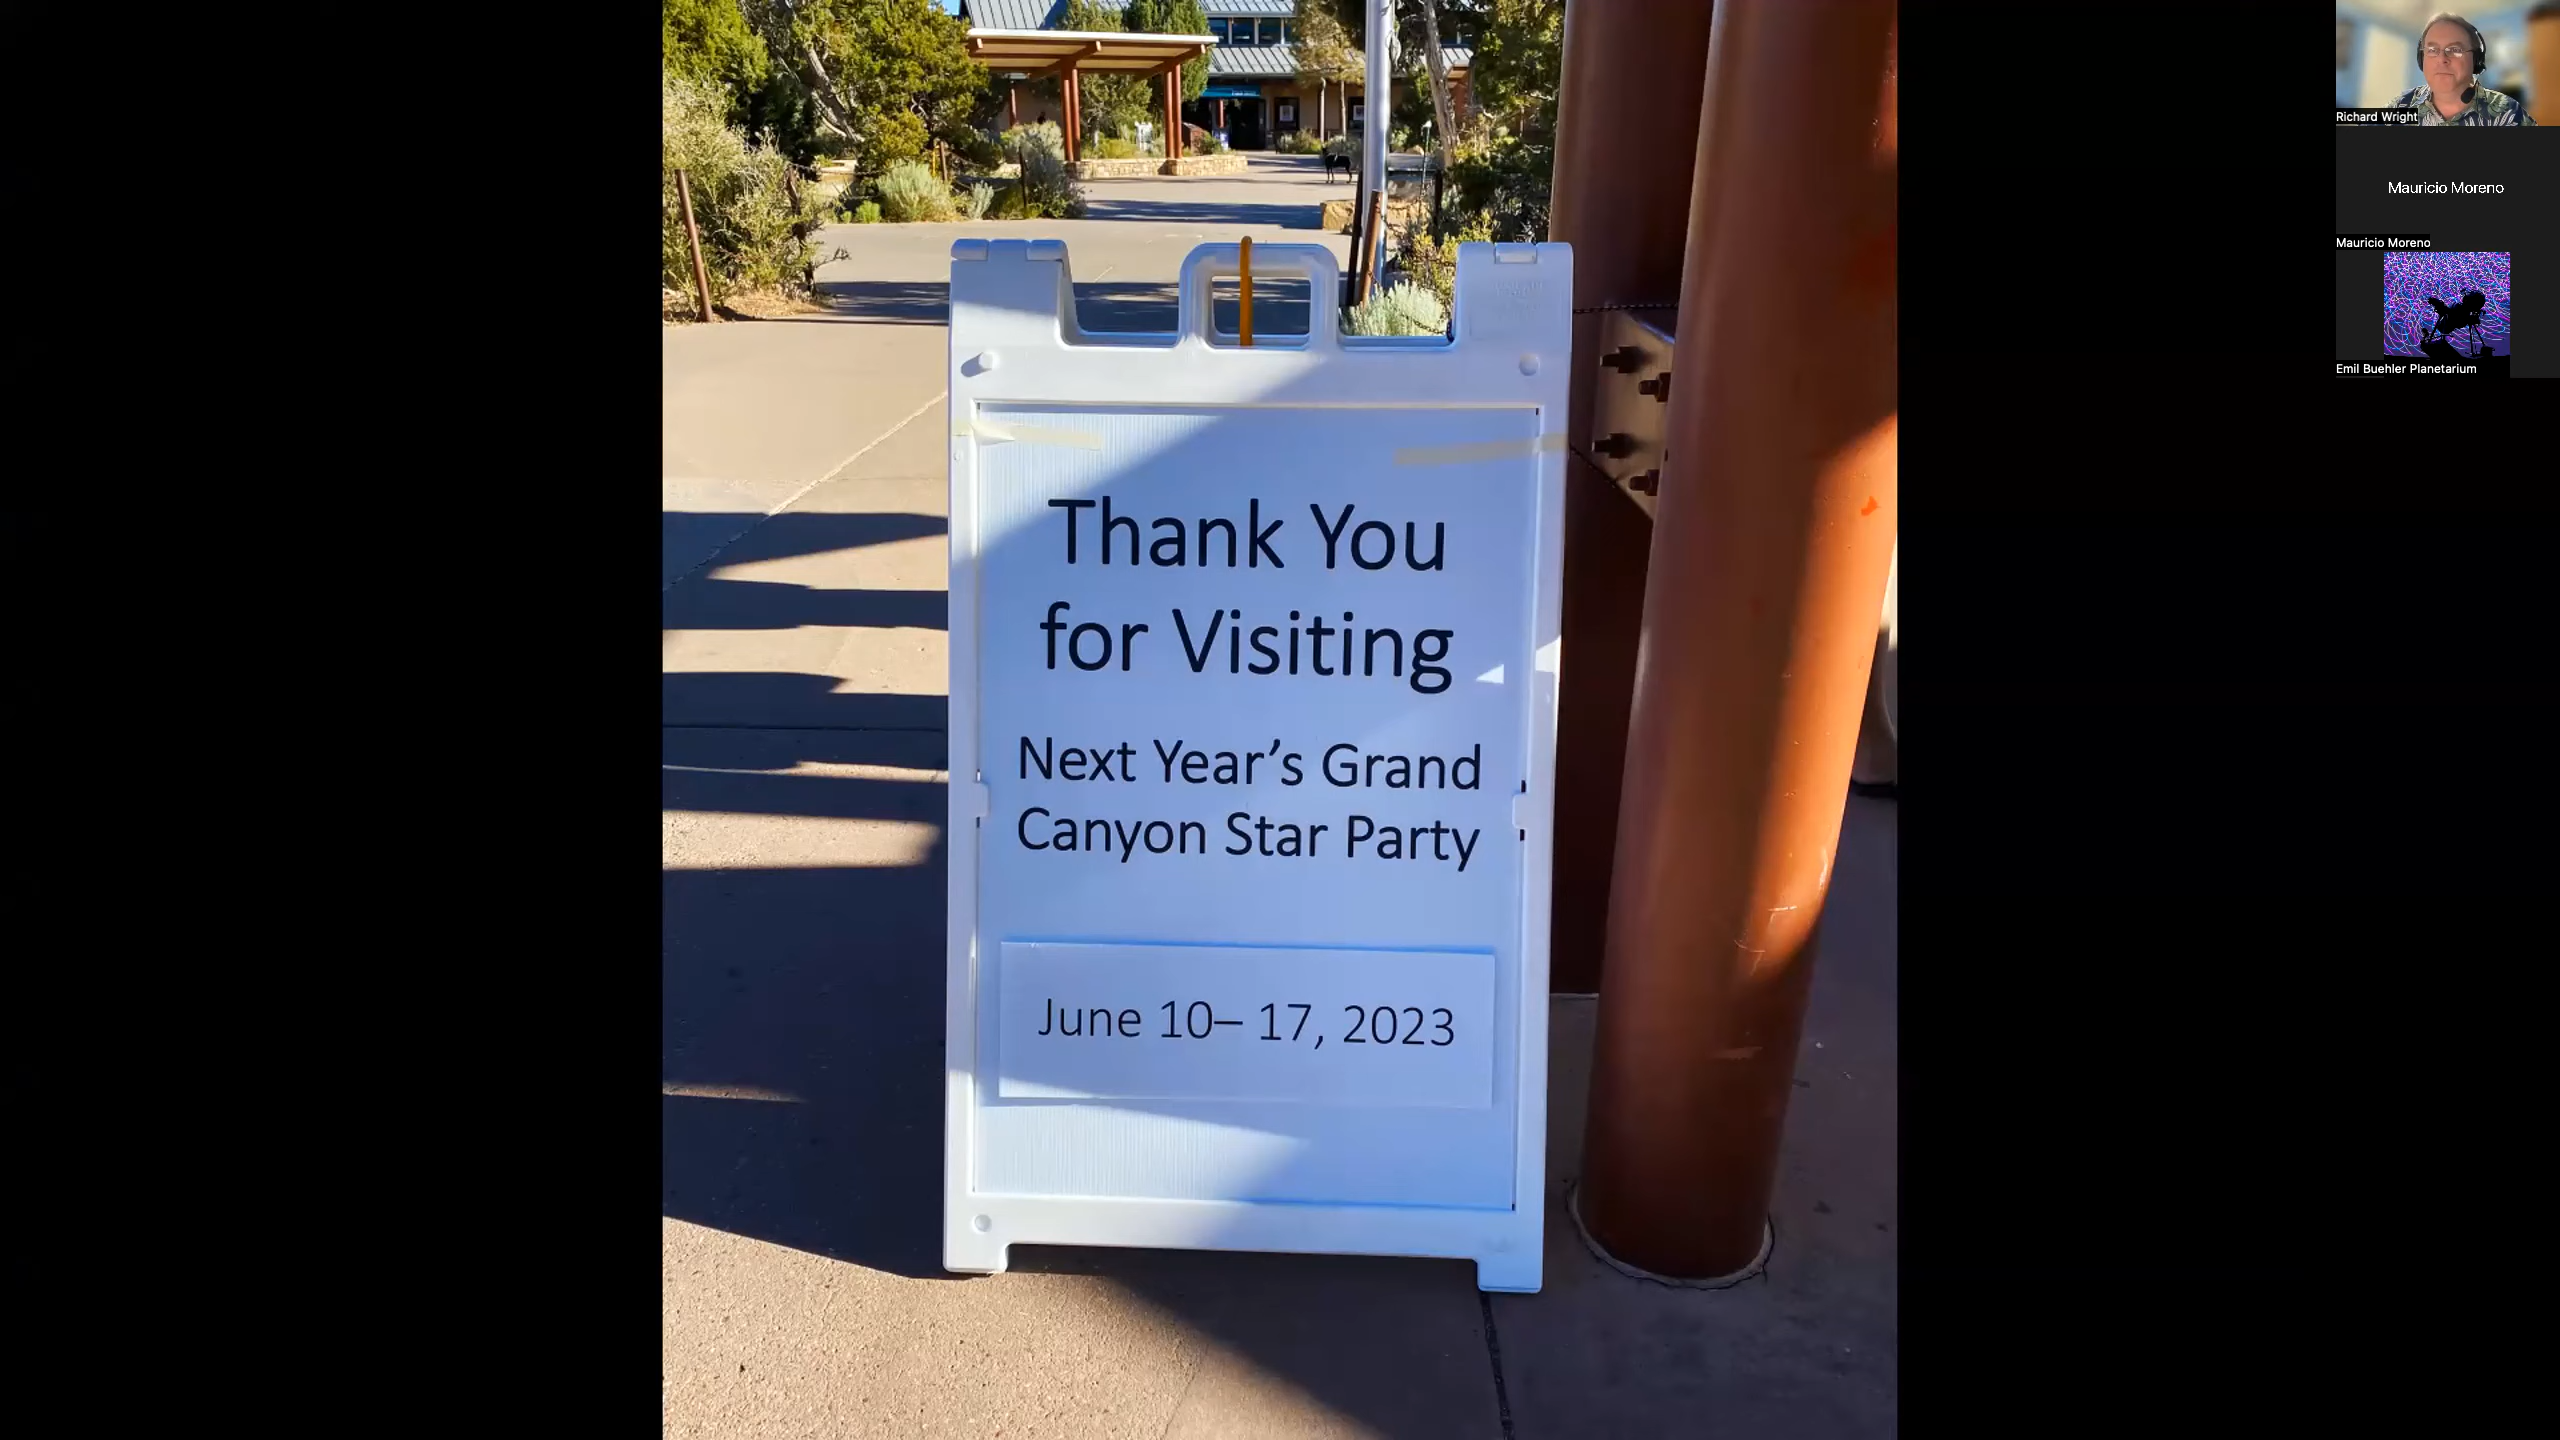 Thank You
for Visiting
Next Year’s Grand
Canyon Star Party
June 10– 17, 2023
Richard Wright
Mauricio Moreno
Mauricio Moreno
Emil Buehler Planetarium